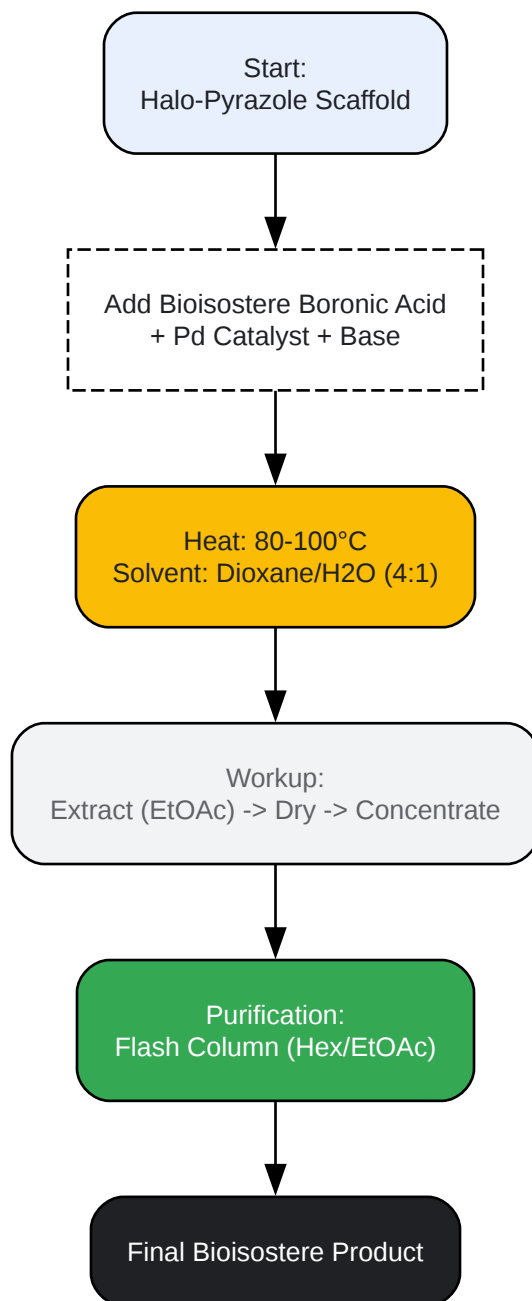 Start:
Halo-Pyrazole Scaffold
Add Bioisostere Boronic Acid
+ Pd Catalyst + Base
Heat: 80-100°C
Solvent: Dioxane/H2O (4:1)
Workup:
Extract (EtOAc) -> Dry -> Concentrate
Purification:
Flash Column (Hex/EtOAc)
Final Bioisostere Product